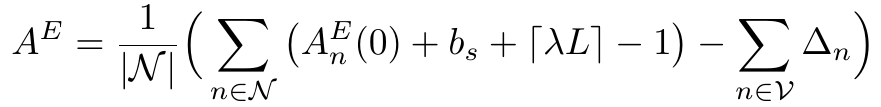 A^E = \frac{1}{|\mathcal{N}|} \Big( \sum_{n \in \mathcal{N}} \big( A_n^E(0) + b_s + \lceil \lambda L \rceil - 1 \big) - \sum_{n \in \mathcal{V}} \Delta_n \Big)